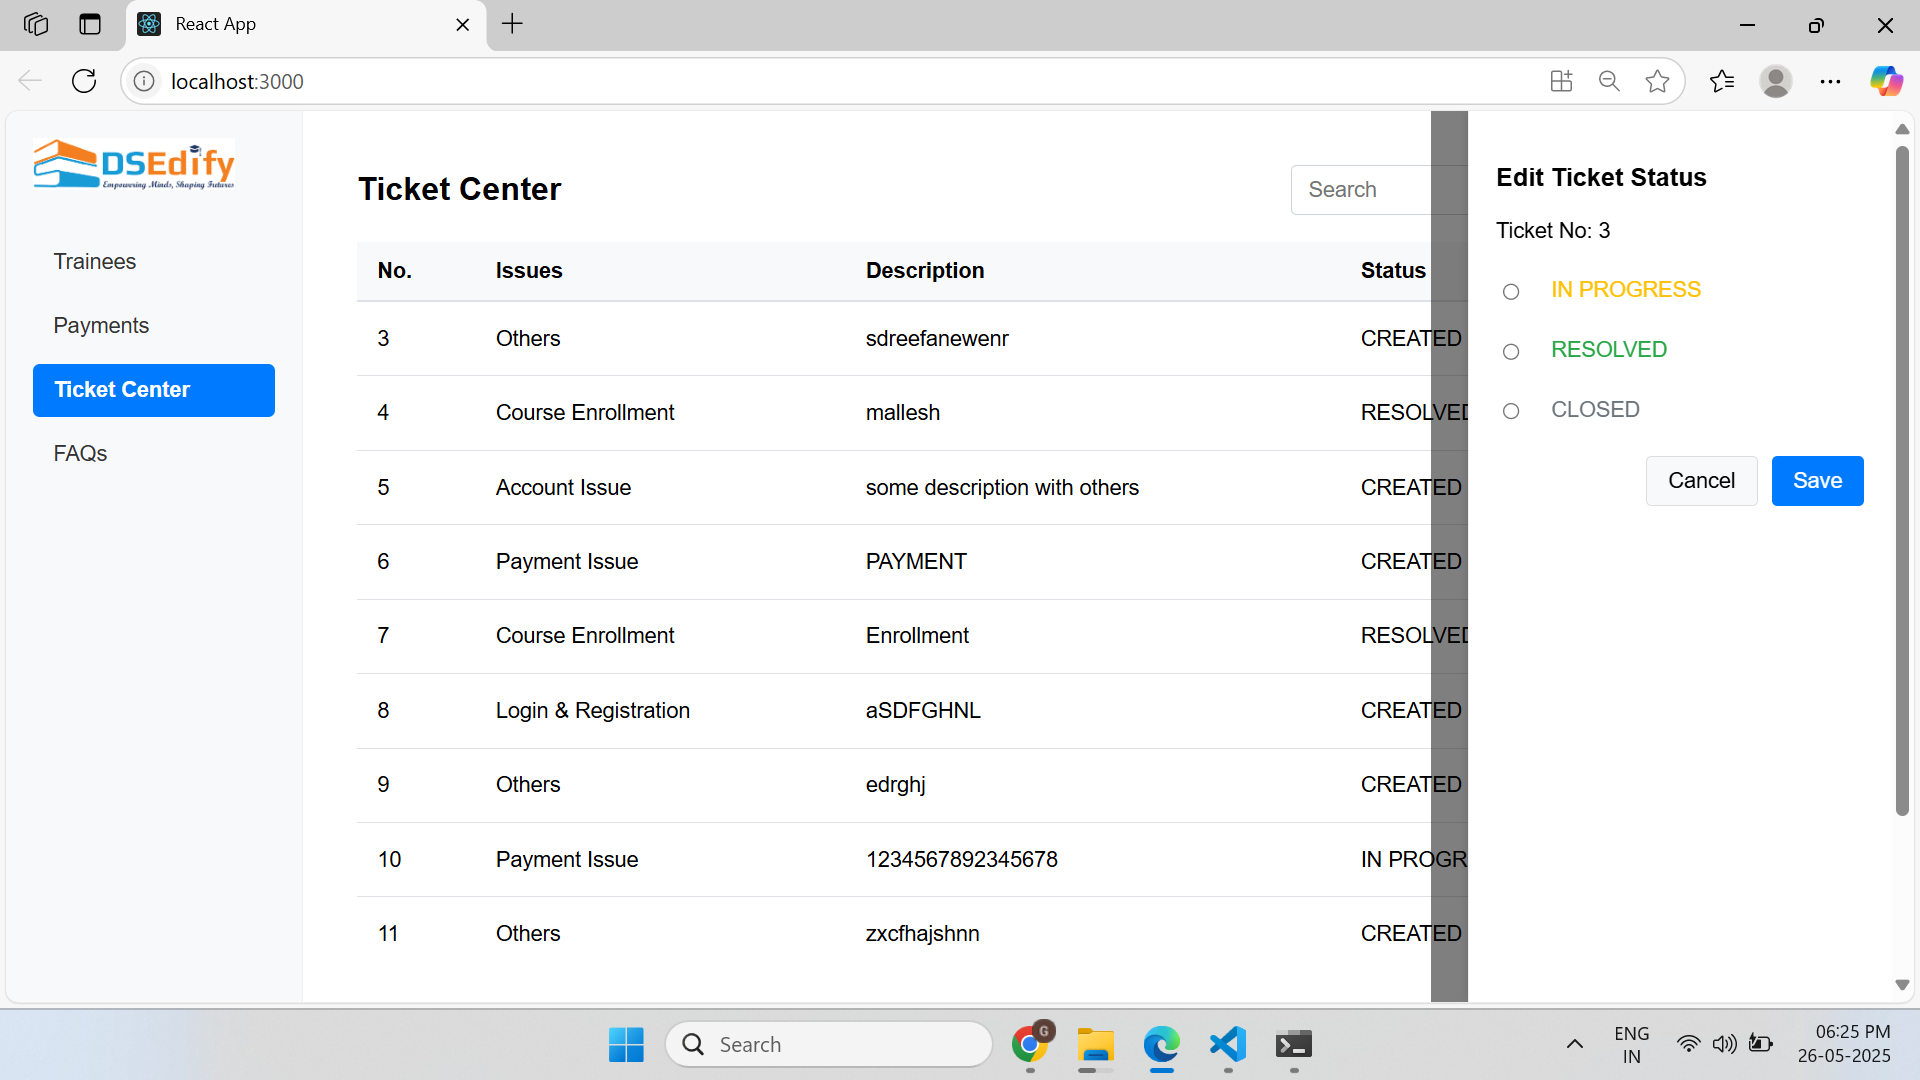 React App
localhost:3000
DSEdify
Empowering Minds, Shaping Futures
Trainees
Payments
Ticket Center
FAQs
Ticket Center
Search
No. Issues Description Status
3 Others sdreefanewenr CREATED
4 Course Enrollment mallesh RESOLVED
5 Account Issue some description with others CREATED
6 Payment Issue PAYMENT CREATED
7 Course Enrollment Enrollment RESOLVED
8 Login & Registration aSDFGHNL CREATED
9 Others edrghj CREATED
10 Payment Issue 1234567892345678 IN PROGR
11 Others zxcfhajshnn CREATED
Edit Ticket Status
Ticket No: 3
IN PROGRESS
RESOLVED
CLOSED
Cancel Save
Search
G
ENG
IN
06:25 PM
26-05-2025